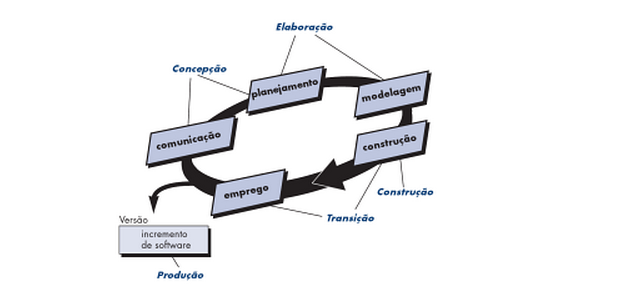 Elaboração
Concepção
planejamento
modelagem
comunicação
construção
emprego
Construção
Transição
Versão
incremento
de software
Produção